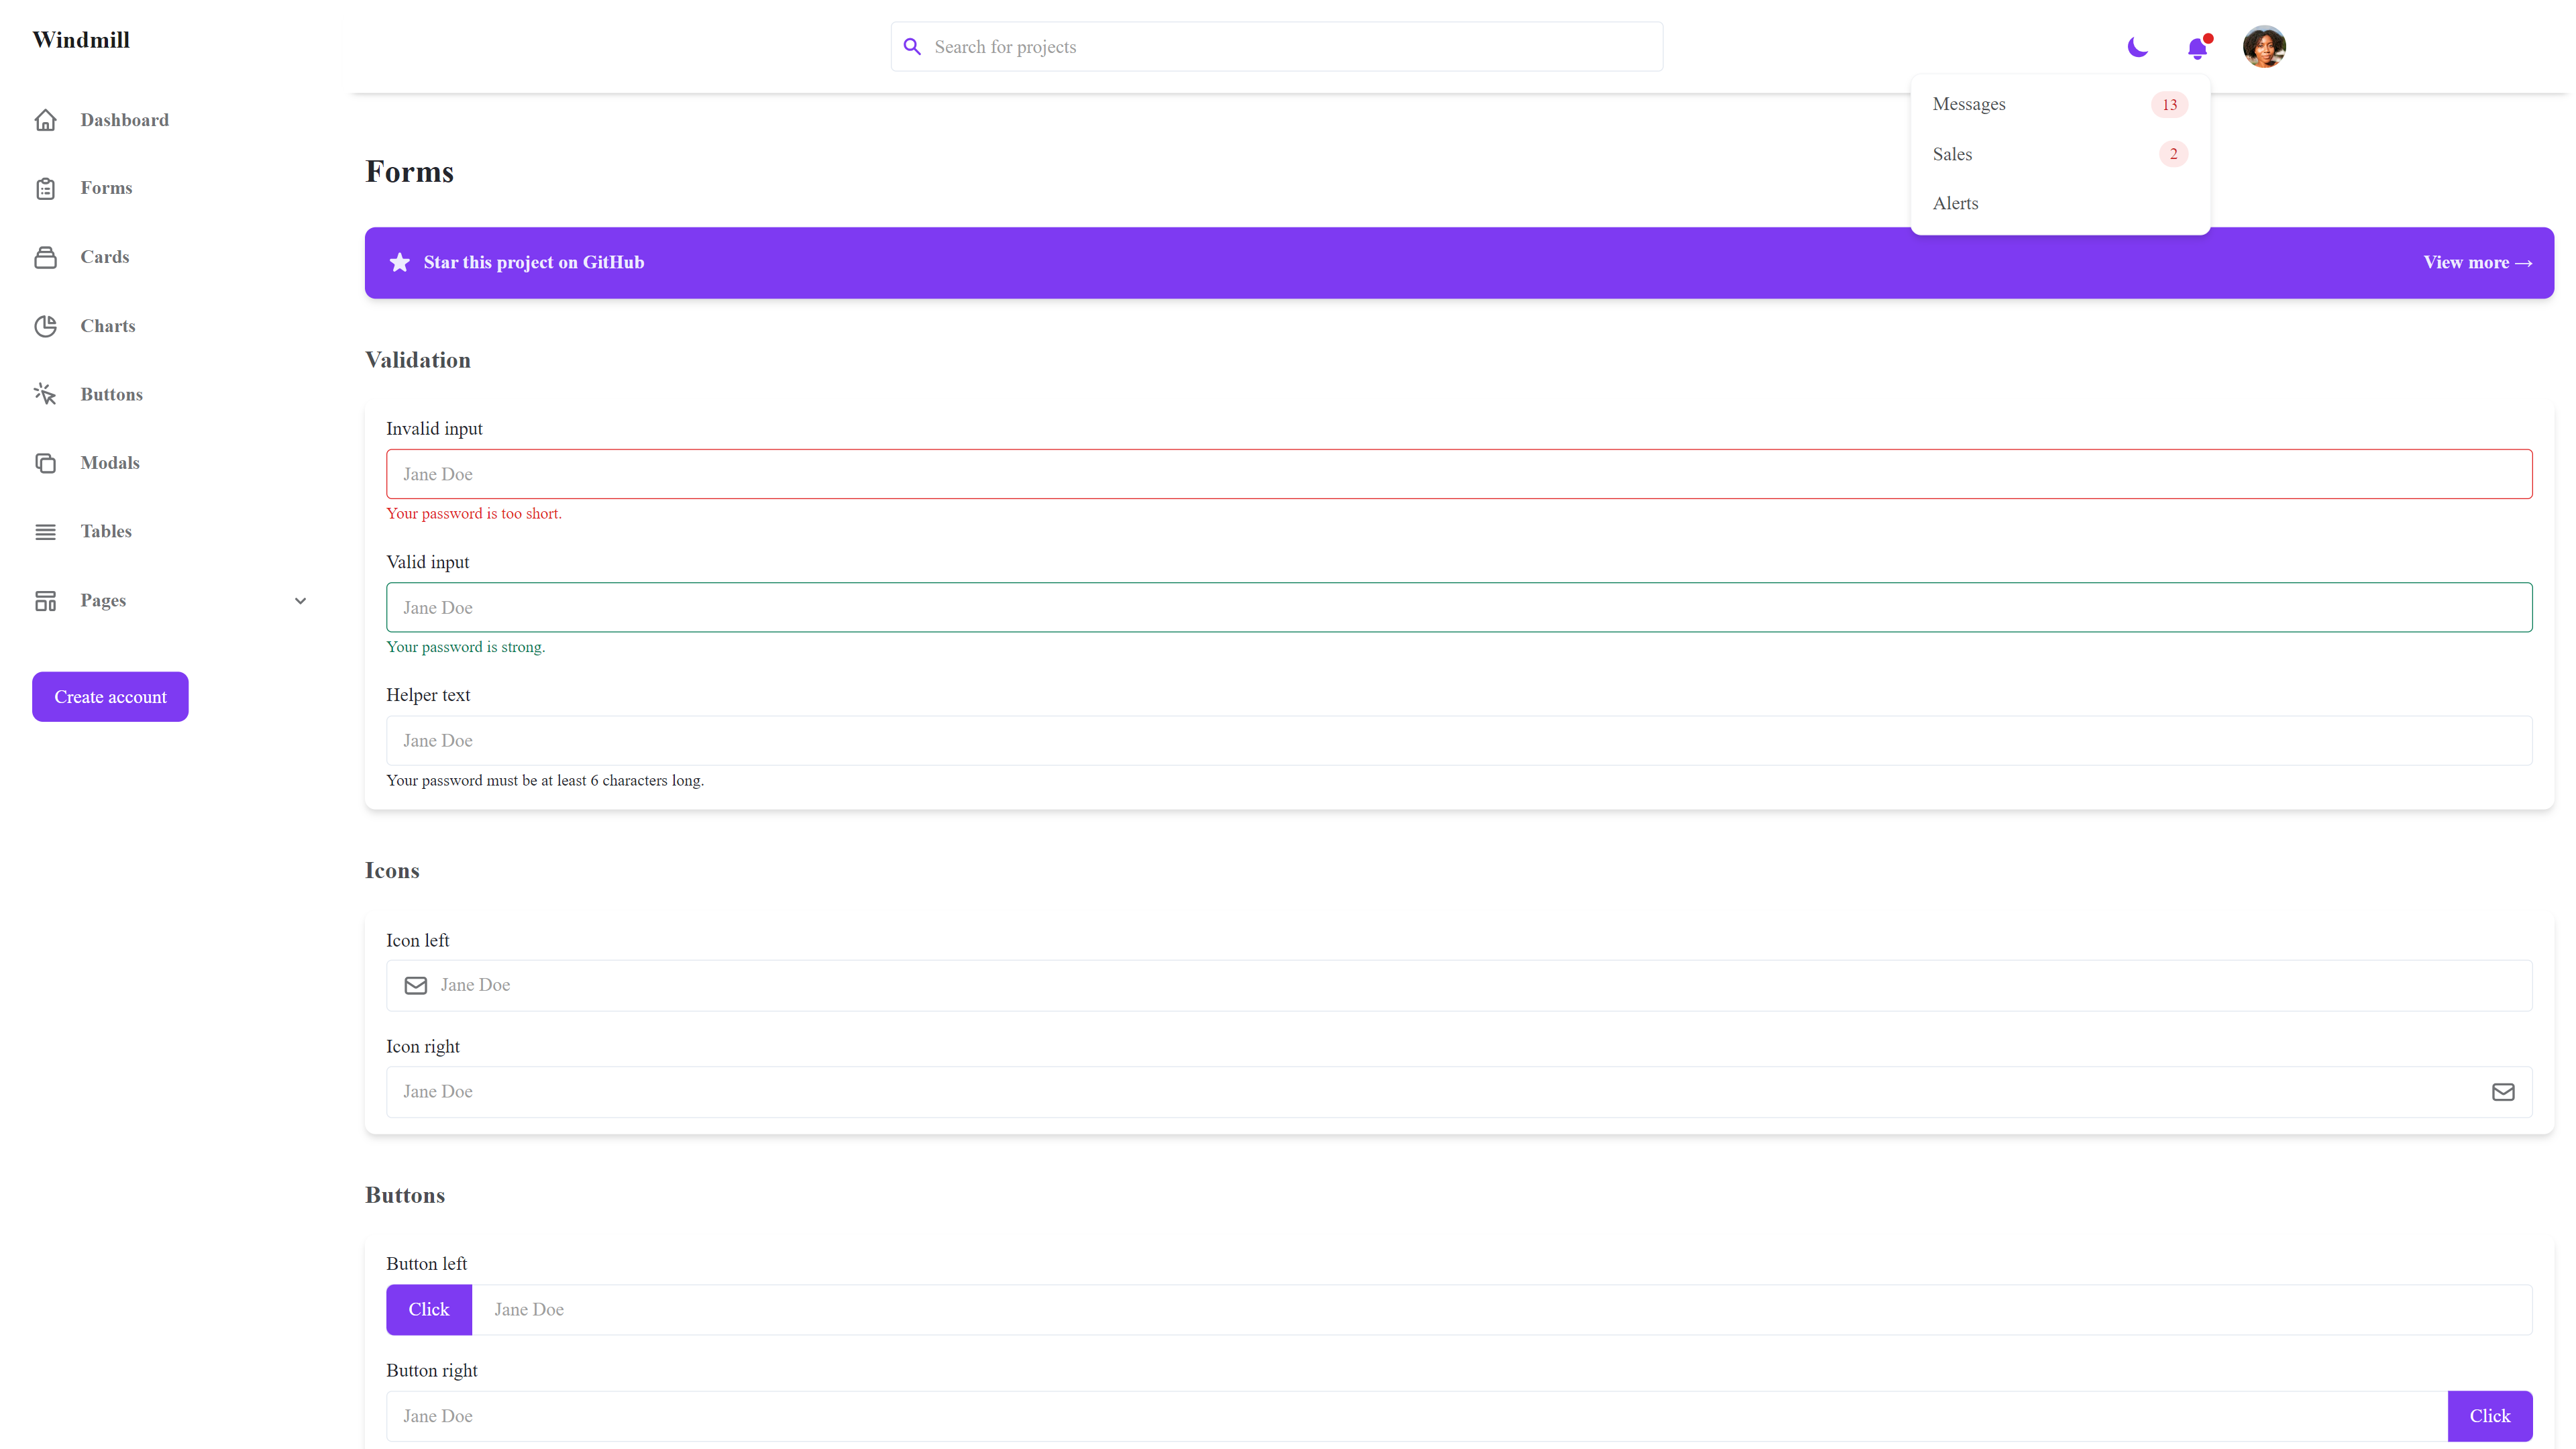 Windmill
Search for projects
Dashboard
Forms
Cards
Charts
Buttons
Modals
Tables
Pages
Create account
Messages 13
Sales 2
Alerts
Forms
Star this project on GitHub View more →
Validation
Invalid input
Jane Doe
Your password is too short.
Valid input
Jane Doe
Your password is strong.
Helper text
Jane Doe
Your password must be at least 6 characters long.
Icons
Icon left
Jane Doe
Icon right
Jane Doe
Buttons
Button left
Click Jane Doe
Button right
Jane Doe Click